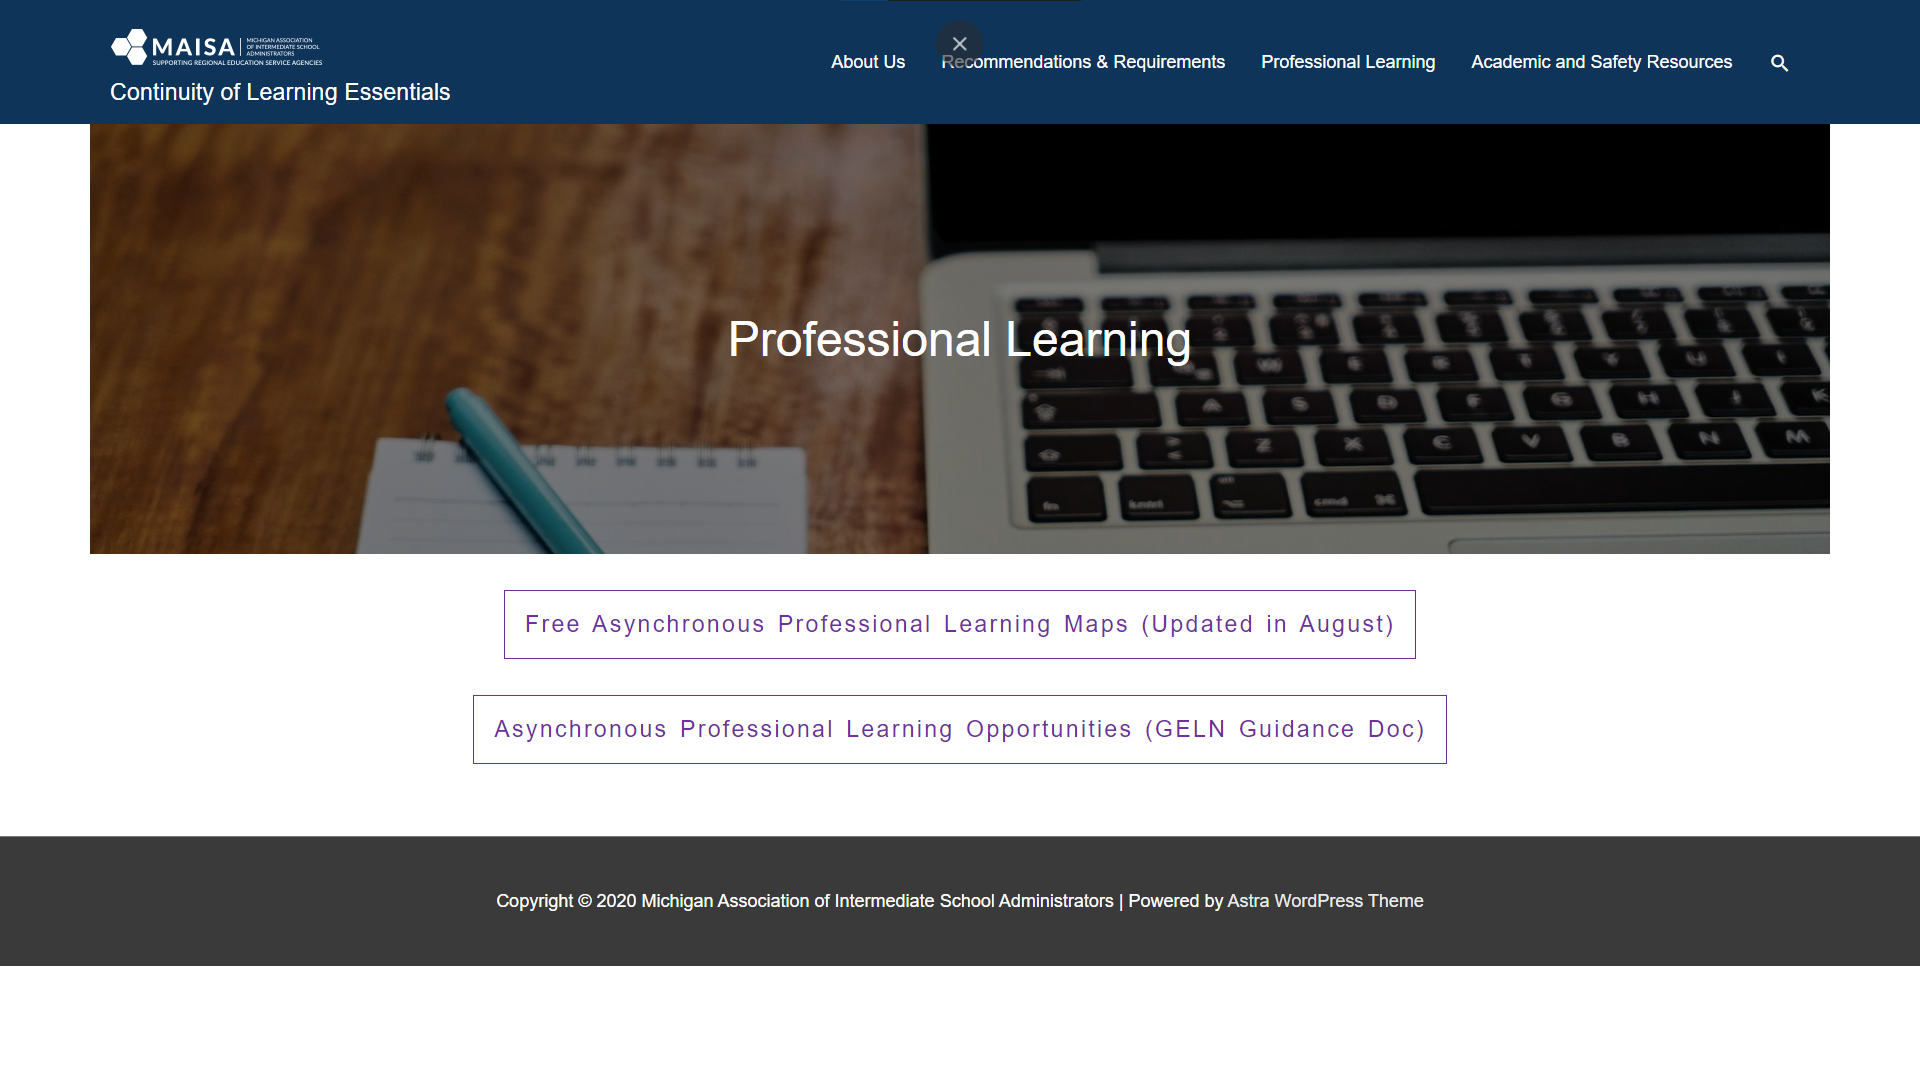 MAISA
MICHIGAN ASSOCIATION
OF INTERMEDIATE SCHOOL
ADMINISTRATORS
SUPPORTING REGIONAL EDUCATION SERVICE AGENCIES
Continuity of Learning Essentials
About Us
Recommendations & Requirements
Professional Learning
Academic and Safety Resources
Professional Learning
W E
A S D F G H J K
Z X C V B N M
fn
cmd ⌘
Free Asynchronous Professional Learning Maps (Updated in August)
Asynchronous Professional Learning Opportunities (GELN Guidance Doc)
Copyright © 2020 Michigan Association of Intermediate School Administrators | Powered by Astra WordPress Theme